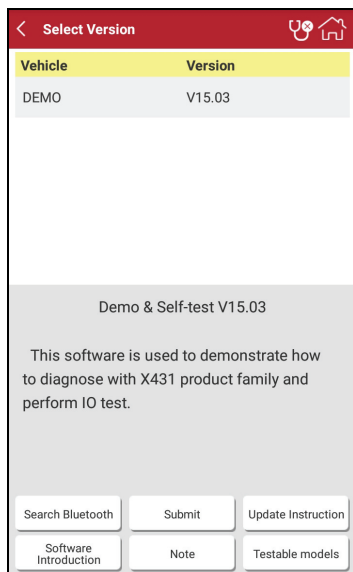 Select Version
Vehicle Version
DEMO V15.03
Demo & Self-test V15.03
This software is used to demonstrate how
to diagnose with X431 product family and
perform IO test.
Search Bluetooth Submit Update Instruction
Software
Introduction Note Testable models